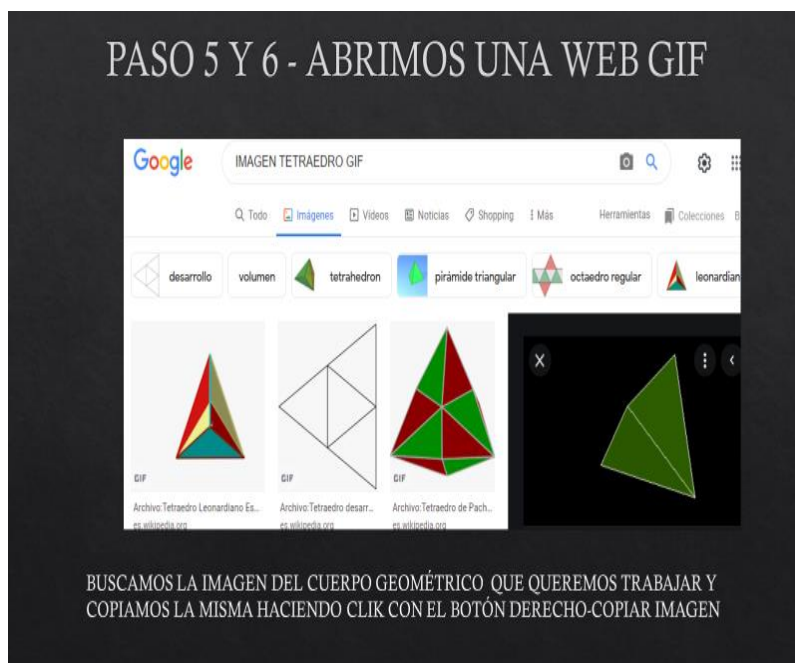 PASO 5 Y 6 - ABRIMOS UNA WEB GIF
Google
IMAGEN TETRAEDRO GIF
Todo Imágenes Videos Noticias Shopping Más Herramientas Colecciones B
desarrollo volumen tetrahedron pirámide triangular octaedro regular leonardian
GIF GIF GIF
Archivo:Tetraedro Leonardiano Es... Archivo:Tetraedro desarr... Archivo:Tetraedro de Pach...
es.wikipedia.org es.wikipedia.org es.wikipedia.org
BUSCAMOS LA IMAGEN DEL CUERPO GEOMÉTRICO QUE QUEREMOS TRABAJAR Y
COPIAMOS LA MISMA HACIENDO CLIK CON EL BOTÓN DERECHO-COPIAR IMAGEN